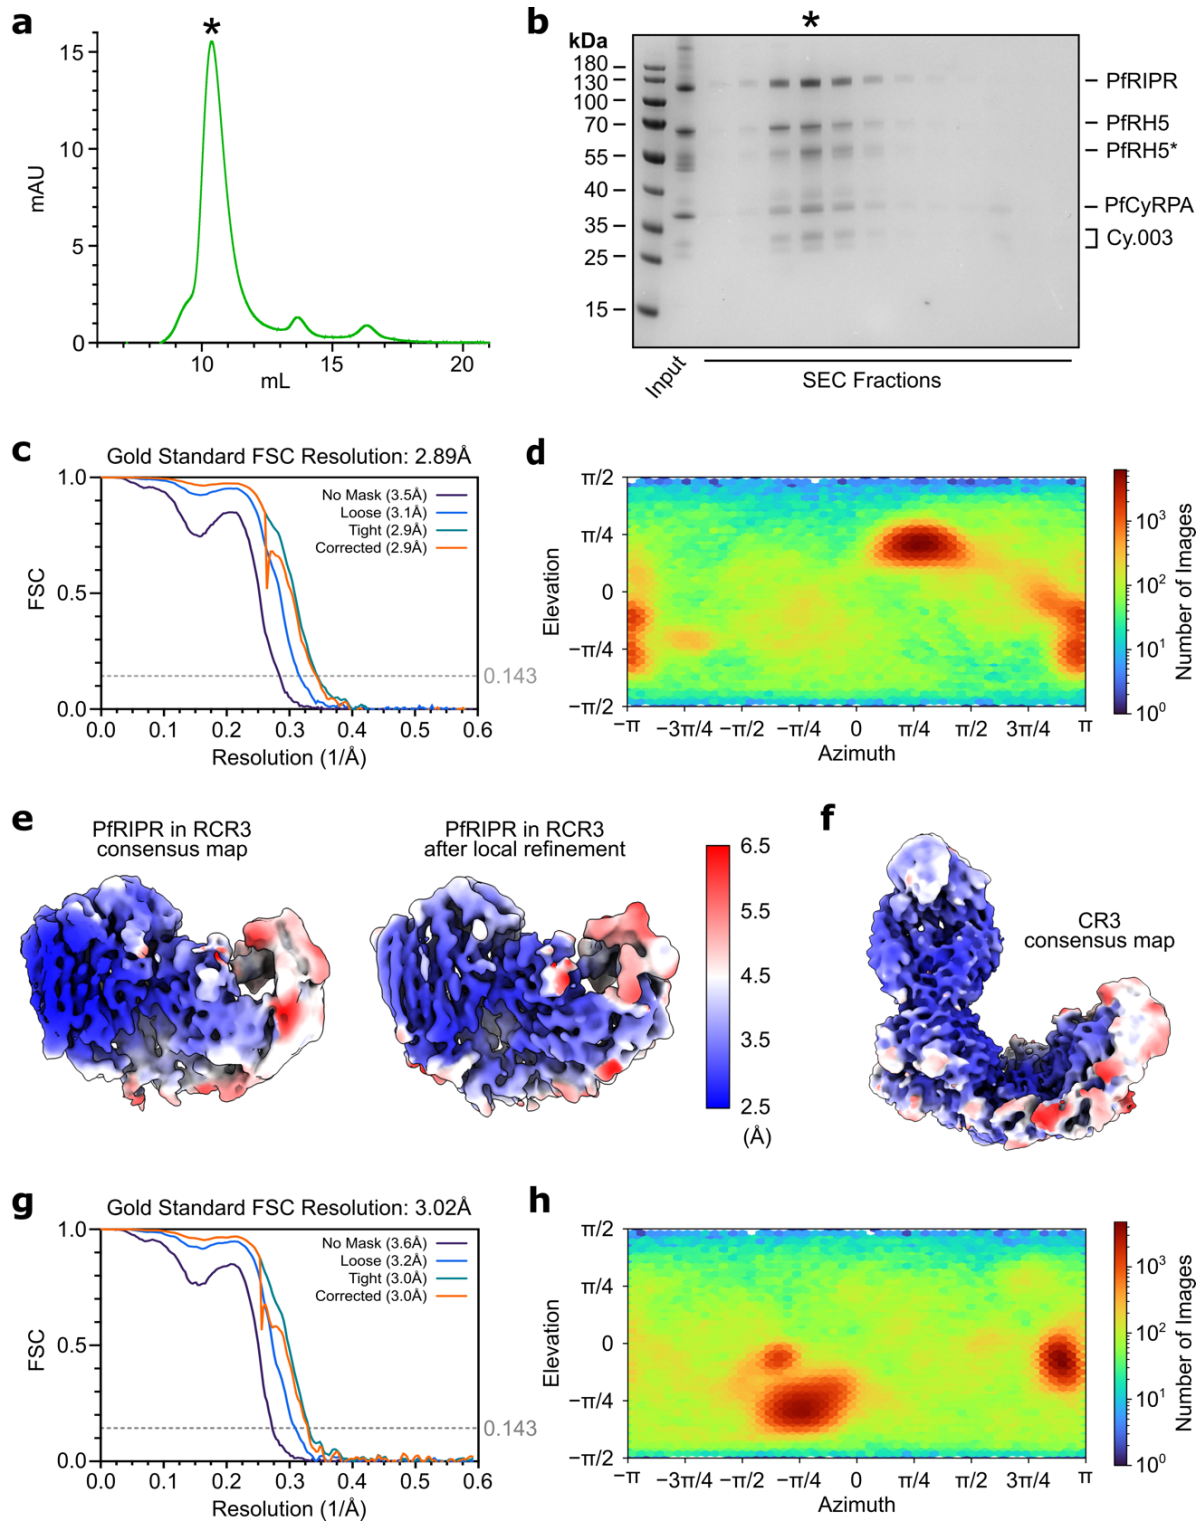 a
*
15
10
5
0
mAU
10
15
20
mL
b
*
kDa
180
130
100
70
55
40
35
25
15
PfRIPR
PfRH5
PfRH5*
PfCyRPA
Cy.003
Input
SEC Fractions
c
Gold Standard FSC Resolution: 2.89Å
1.0
0.5
0.0
FSC
No Mask (3.5Å)
Loose (3.1Å)
Tight (2.9Å)
Corrected (2.9Å)
0.143
0.0 0.1 0.2 0.3 0.4 0.5 0.6
Resolution (1/Å)
d
π/2
π/4
0
−π/4
−π/2
Elevation
−π −3π/4 −π/2 −π/4 0 π/4 π/2 3π/4 π
Azimuth
10³
10²
10¹
10⁰
Number of Images
e
PfRIPR in RCR3
consensus map
PfRIPR in RCR3
after local refinement
6.5
5.5
4.5
3.5
2.5
(Å)
f
CR3
consensus map
g
Gold Standard FSC Resolution: 3.02Å
1.0
0.5
0.0
FSC
No Mask (3.6Å)
Loose (3.2Å)
Tight (3.0Å)
Corrected (3.0Å)
0.143
0.0 0.1 0.2 0.3 0.4 0.5 0.6
Resolution (1/Å)
h
π/2
π/4
0
−π/4
−π/2
Elevation
−π −3π/4 −π/2 −π/4 0 π/4 π/2 3π/4 π
Azimuth
10³
10²
10¹
10⁰
Number of Images